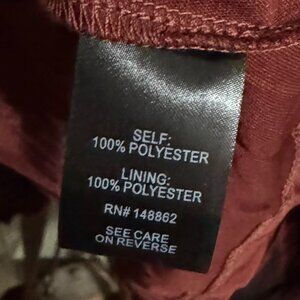 SELF:
100% POLYESTER
LINING:
100% POLYESTER
RN# 148862
SEE CARE
ON REVERSE